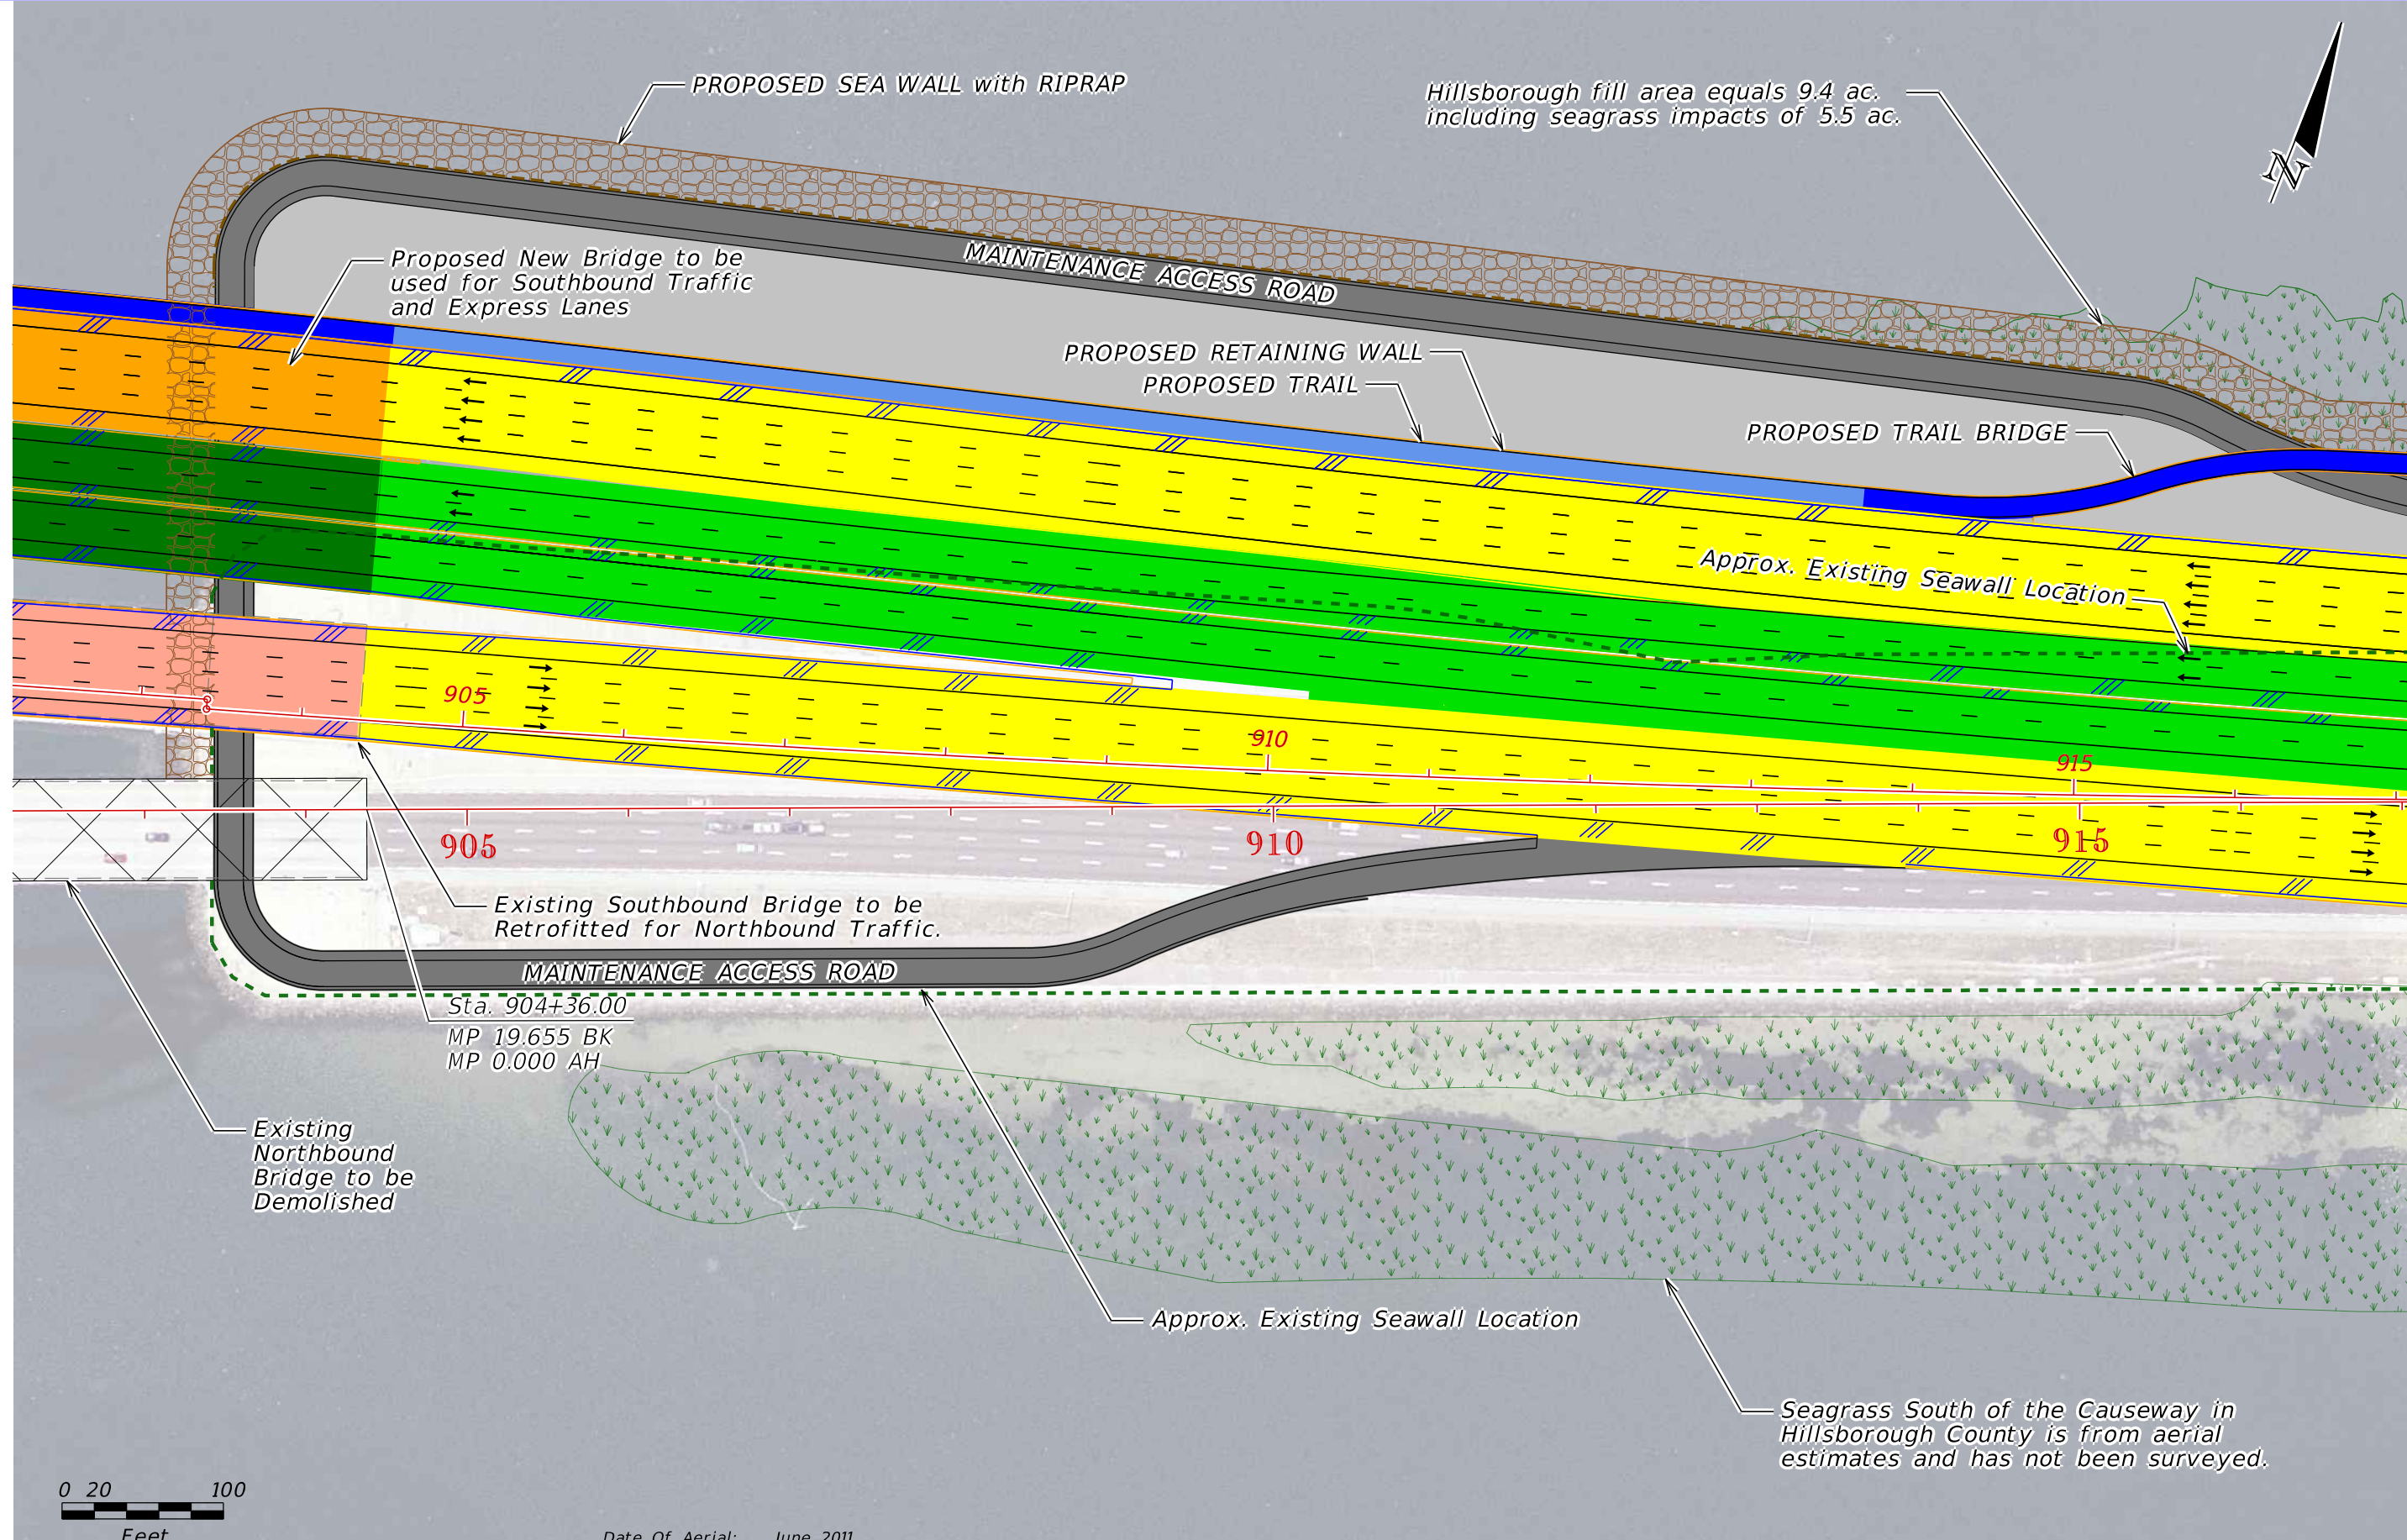 PROPOSED SEA WALL with RIPRAP
Hillsborough fill area equals 9.4 ac.
including seagrass impacts of 5.5 ac.
N
MAINTENANCE ACCESS ROAD
Proposed New Bridge to be
used for Southbound Traffic
and Express Lanes
PROPOSED RETAINING WALL
PROPOSED TRAIL
PROPOSED TRAIL BRIDGE
Approx. Existing Seawall Location
905
910
915
905
910
915
Existing Southbound Bridge to be
Retrofitted for Northbound Traffic.
MAINTENANCE ACCESS ROAD
Sta. 904+36.00
MP 19.655 BK
MP 0.000 AH
Existing
Northbound
Bridge to be
Demolished
Approx. Existing Seawall Location
Seagrass South of the Causeway in
Hillsborough County is from aerial
estimates and has not been surveyed.
0 20 100
Feet
Date Of Aerial: June 2011